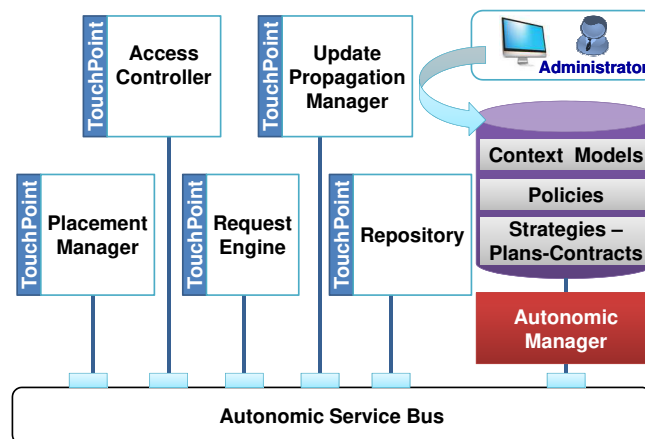 TouchPoint
Access
Controller
TouchPoint
Update
Propagation
Manager
Administrator
TouchPoint
Placement
Manager
TouchPoint
Request
Engine
TouchPoint
Repository
Context Models
Policies
Strategies –
Plans-Contracts
Autonomic
Manager
Autonomic Service Bus